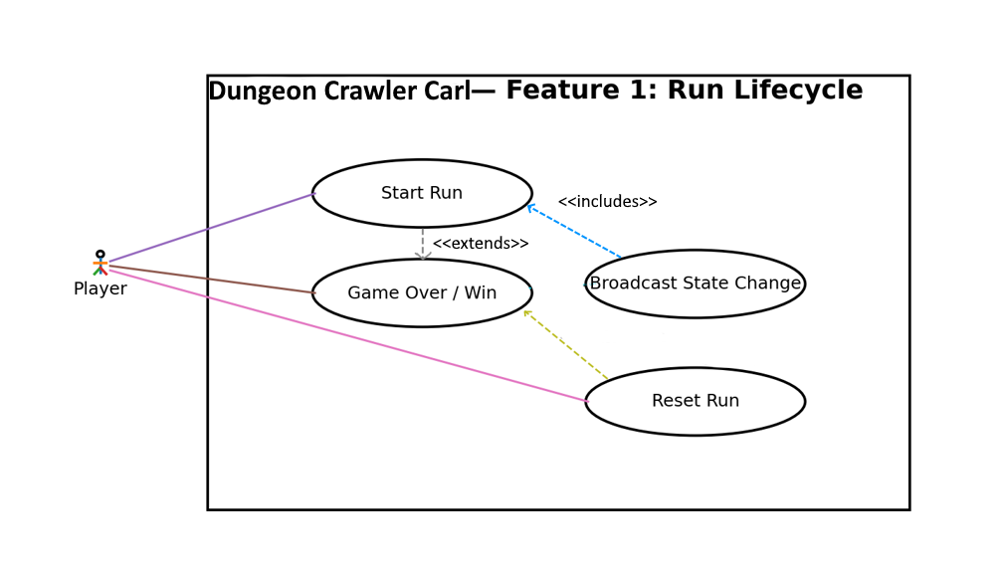 Dungeon Crawler Carl— Feature 1: Run Lifecycle
Start Run
<<includes>>
<<extends>>
Player
Game Over / Win
Broadcast State Change
Reset Run